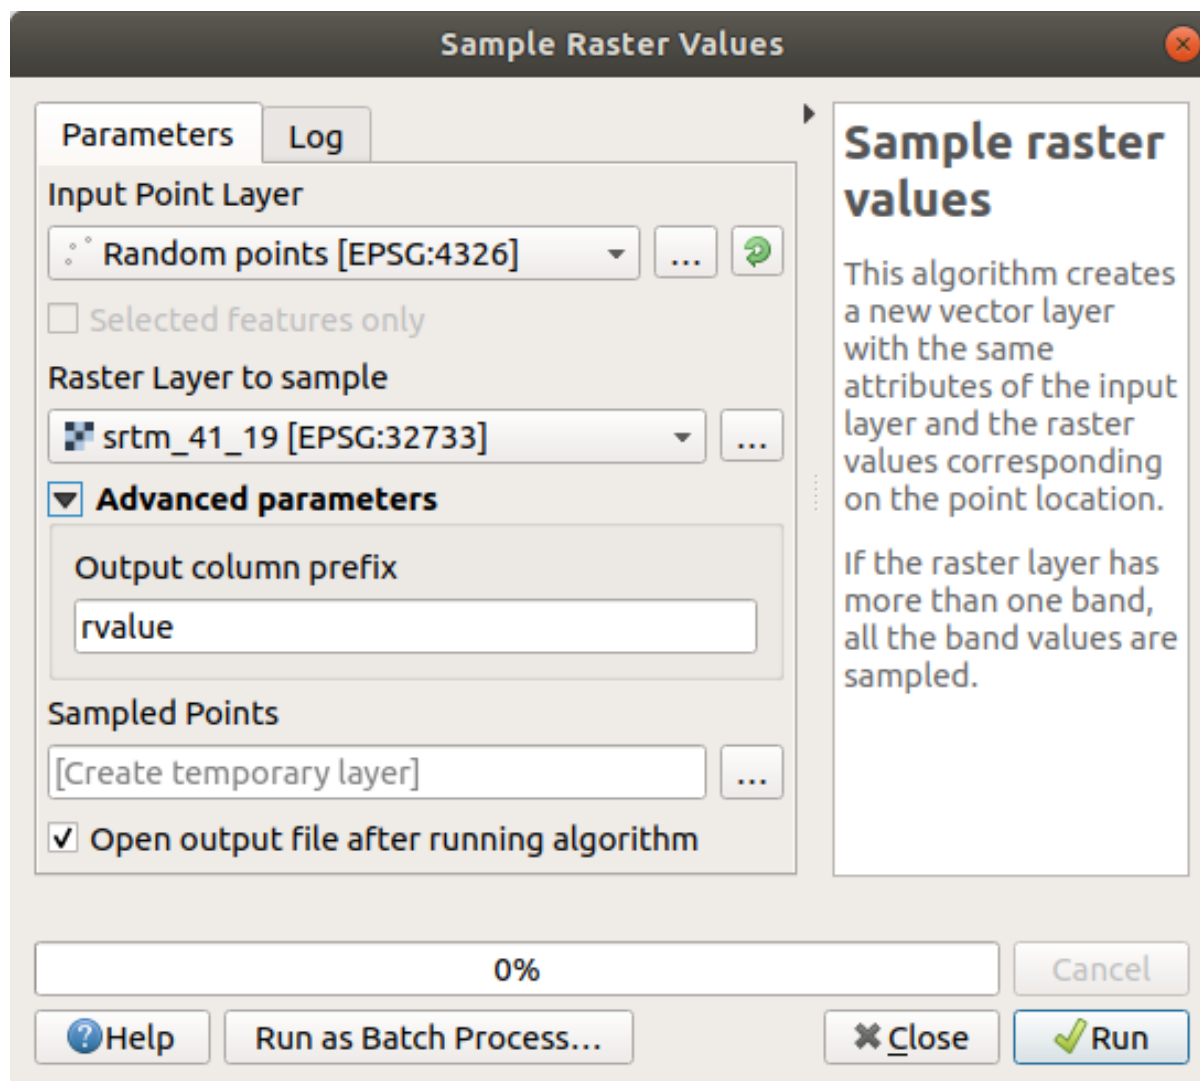 Sample Raster Values
Parameters
Log
Input Point Layer
Random points [EPSG:4326]
...
Selected features only
Raster Layer to sample
srtm_41_19 [EPSG:32733]
...
Advanced parameters
Output column prefix
rvalue
Sampled Points
[Create temporary layer]
...
Open output file after running algorithm
Sample raster
values
This algorithm creates
a new vector layer
with the same
attributes of the input
layer and the raster
values corresponding
on the point location.
If the raster layer has
more than one band,
all the band values are
sampled.
0%
Cancel
Help
Run as Batch Process...
Close
Run